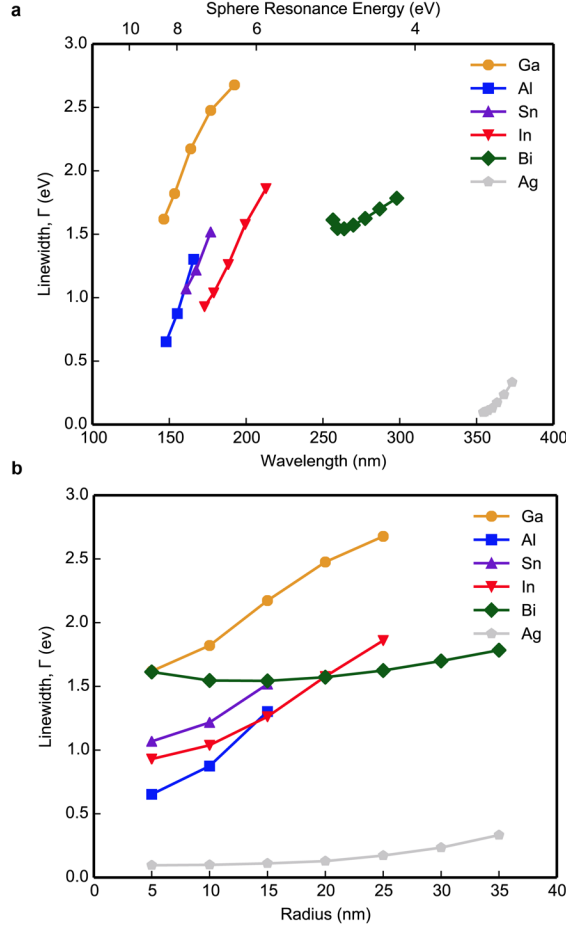 a
Sphere Resonance Energy (eV)
10 8 6 4
3.0
2.5
2.0
1.5
1.0
0.5
0.0
Linewidth, Γ (eV)
Ga
Al
Sn
In
Bi
Ag
100 150 200 250 300 350 400
Wavelength (nm)
b
3.0
2.5
2.0
1.5
1.0
0.5
0.0
Linewidth, Γ (ev)
Ga
Al
Sn
In
Bi
Ag
0 5 10 15 20 25 30 35 40
Radius (nm)